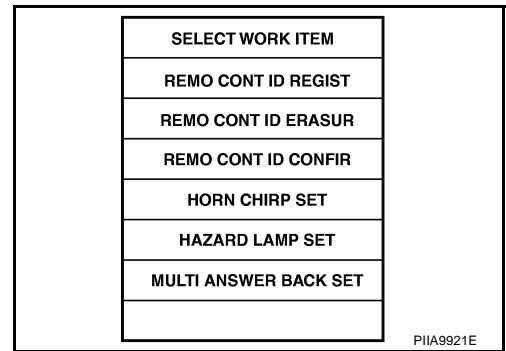 SELECT WORK ITEM
REMO CONT ID REGIST
REMO CONT ID ERASUR
REMO CONT ID CONFIR
HORN CHIRP SET
HAZARD LAMP SET
MULTI ANSWER BACK SET
PIIA9921E